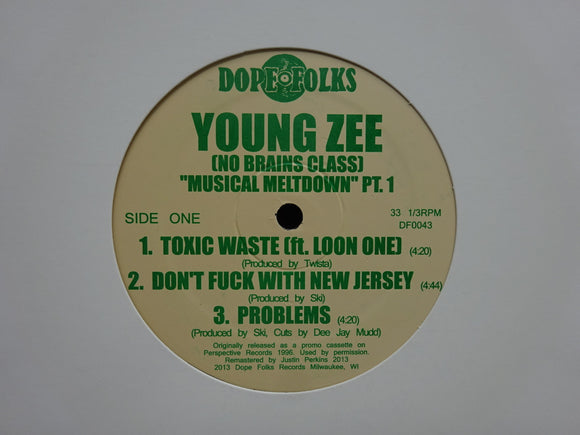 DOPE FOLKS
YOUNG ZEE
(NO BRAINS CLASS)
"MUSICAL MELTDOWN" PT. 1
SIDE ONE
33 1/3RPM
DF0043
1. TOXIC WASTE (ft. LOON ONE) (4:20)
(Produced by Twista)
2. DON'T FUCK WITH NEW JERSEY (4:44)
(Produced by Ski)
3. PROBLEMS (4:20)
(Produced by Ski, Cuts by Dee Jay Mudd)
Originally released as a promo cassette on
Perspective Records 1996. Used by permission.
Remastered by Justin Perkins 2013
2013 Dope Folks Records Milwaukee, WI